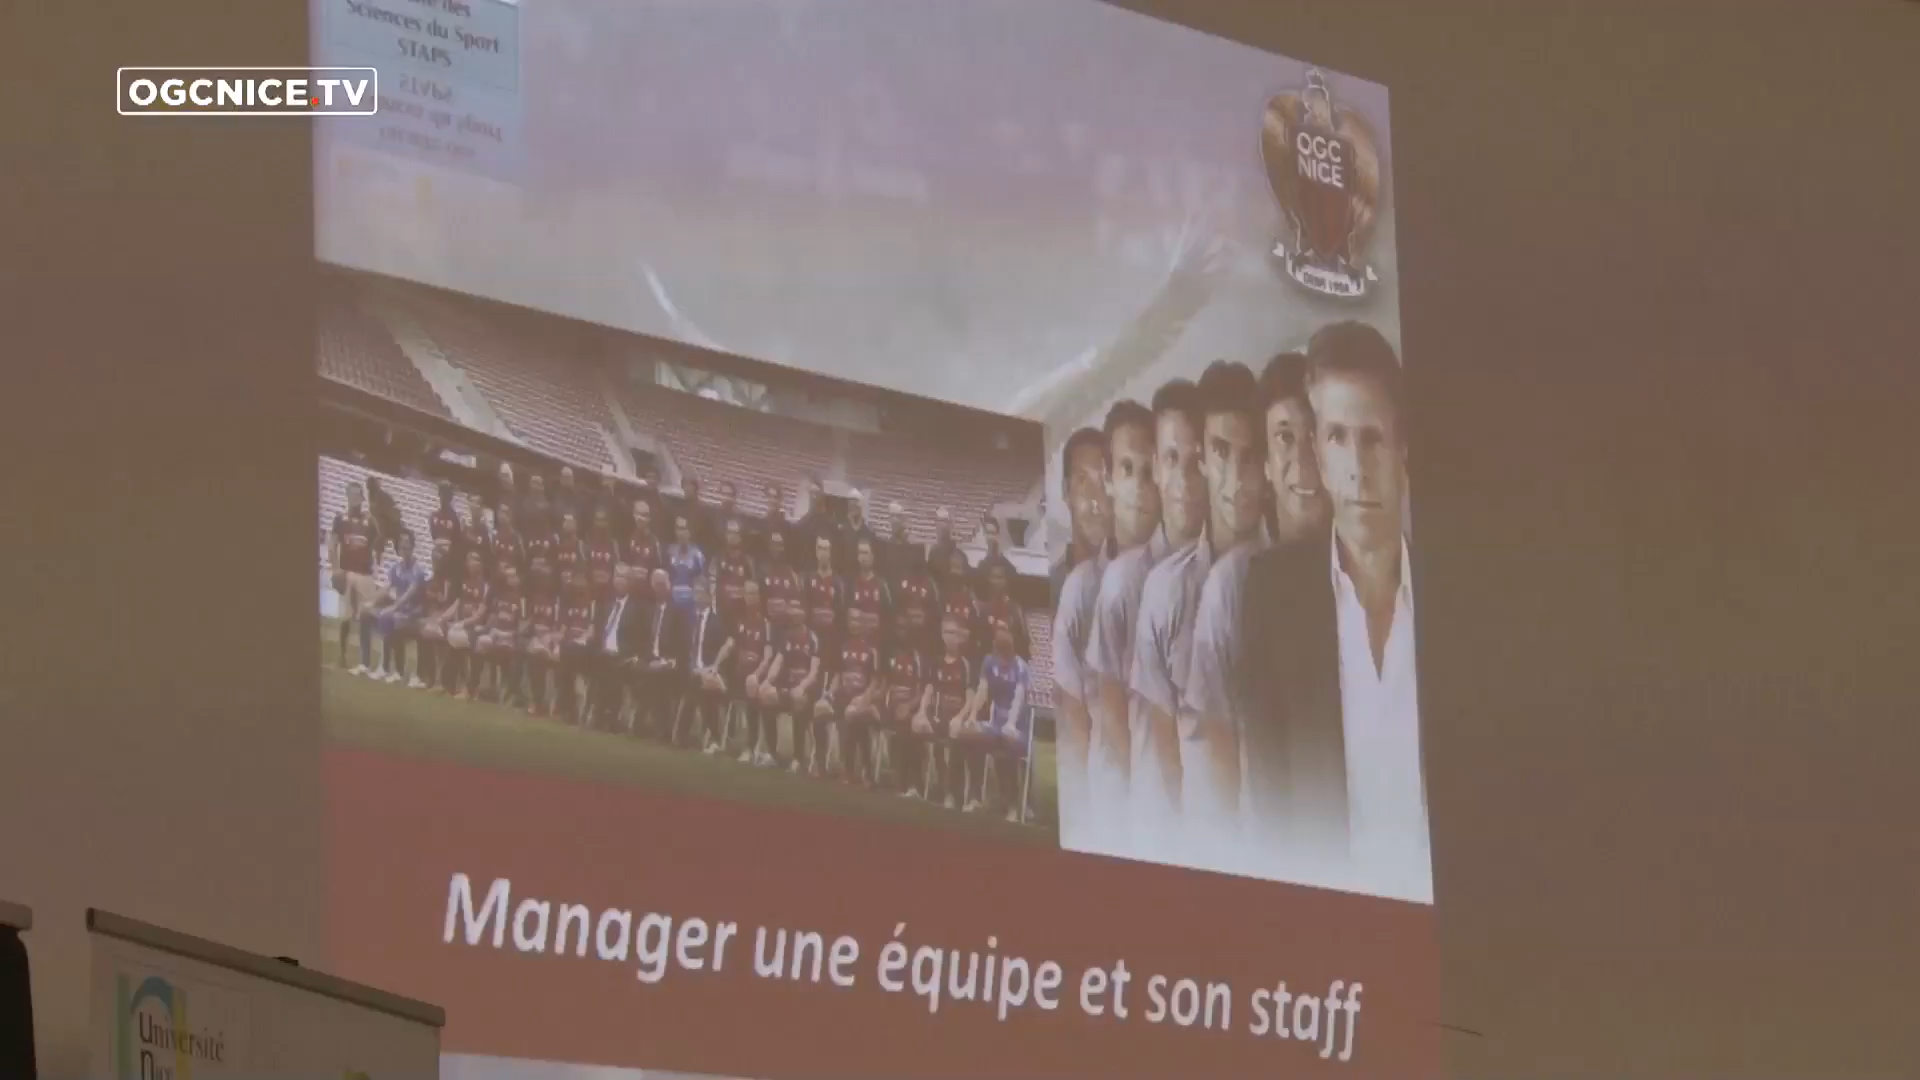 OGCNICE.TV
Sciences du Sport
STAPS
OGC
NICE
Manager une équipe et son staff
Université